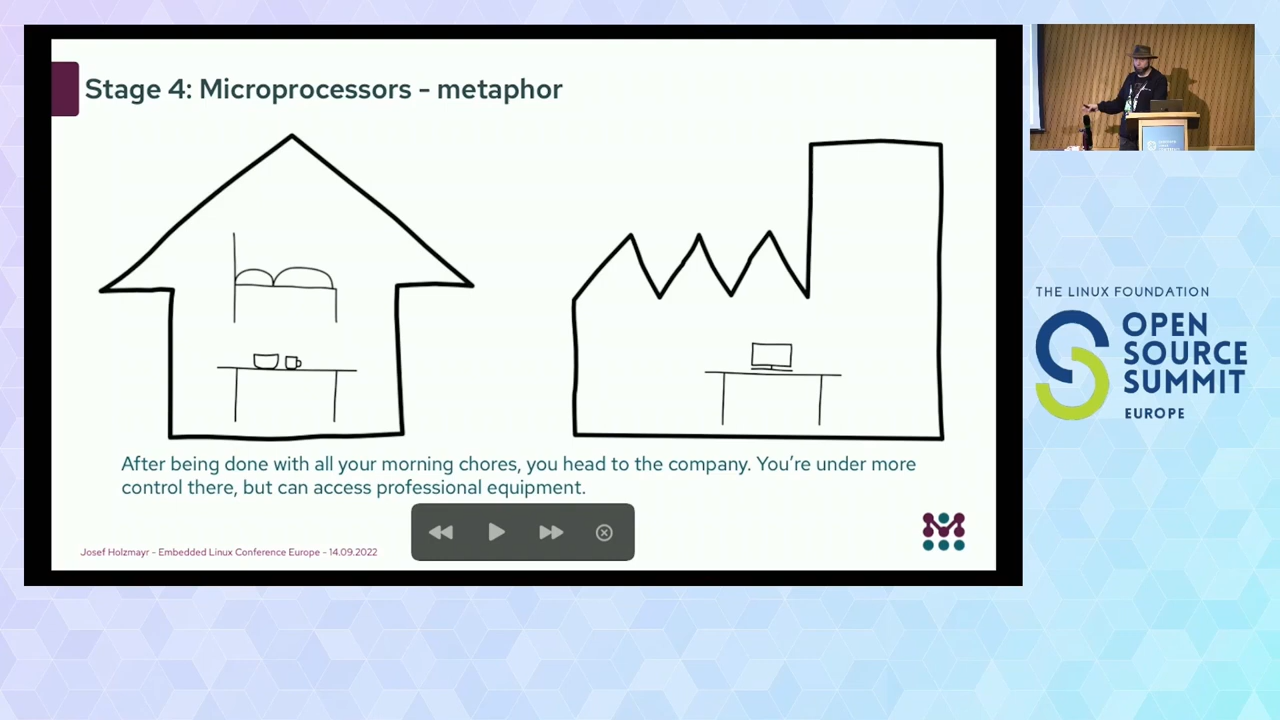 Stage 4: Microprocessors - metaphor
After being done with all your morning chores, you head to the company. You’re under more
control there, but can access professional equipment.
Josef Holzmayr - Embedded Linux Conference Europe - 14.09.2022
THE LINUX FOUNDATION
OPEN
SOURCE
SUMMIT
EUROPE